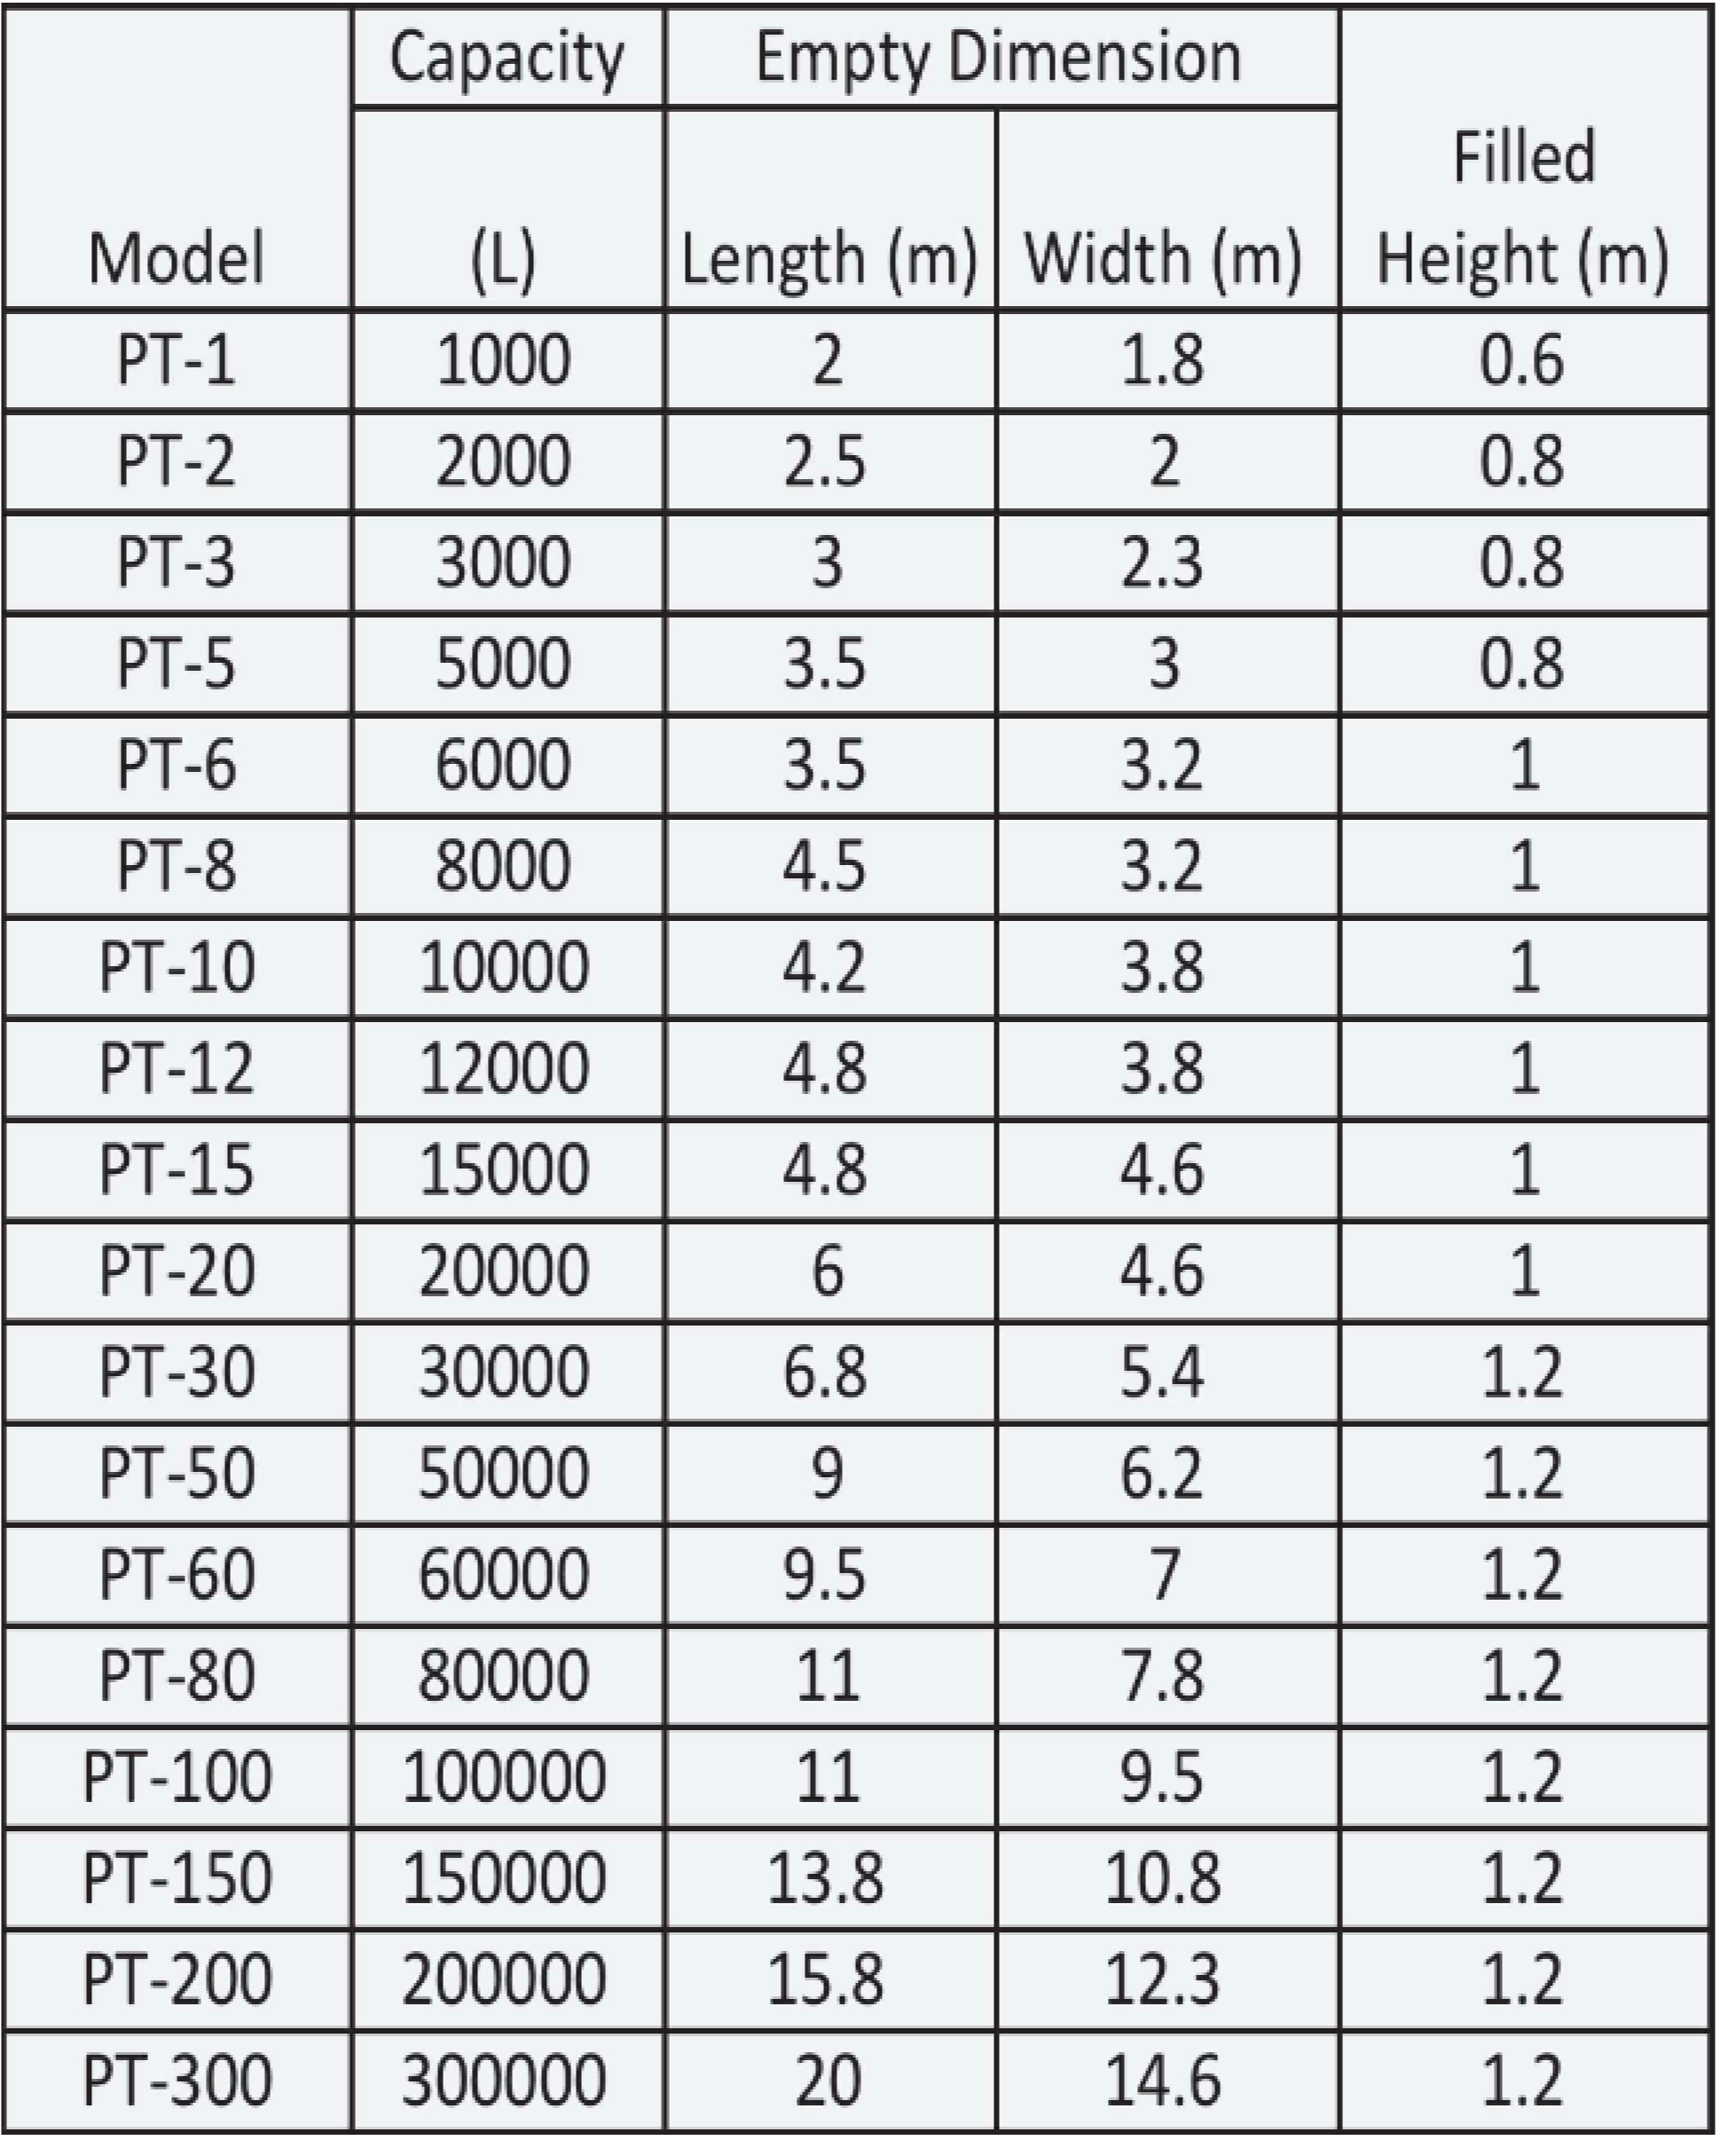 Capacity Empty Dimension
Filled
Model (L) Length (m) Width (m) Height (m)
PT-1 1000 2 1.8 0.6
PT-2 2000 2.5 2 0.8
PT-3 3000 3 2.3 0.8
PT-5 5000 3.5 3 0.8
PT-6 6000 3.5 3.2 1
PT-8 8000 4.5 3.2 1
PT-10 10000 4.2 3.8 1
PT-12 12000 4.8 3.8 1
PT-15 15000 4.8 4.6 1
PT-20 20000 6 4.6 1
PT-30 30000 6.8 5.4 1.2
PT-50 50000 9 6.2 1.2
PT-60 60000 9.5 7 1.2
PT-80 80000 11 7.8 1.2
PT-100 100000 11 9.5 1.2
PT-150 150000 13.8 10.8 1.2
PT-200 200000 15.8 12.3 1.2
PT-300 300000 20 14.6 1.2